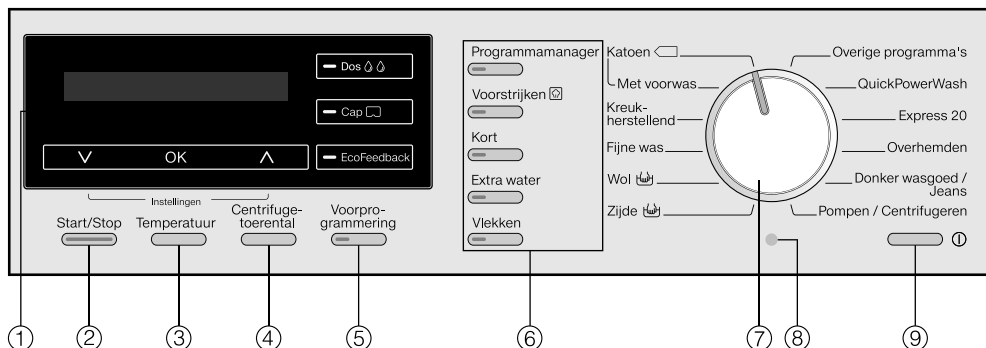 Dos
Cap
EcoFeedback
OK
Instellingen
Start/Stop
Temperatuur
Centrifuge-
toerental
Voorpro-
grammering
Programmamanager
Voorstrijken
Kort
Extra water
Vlekken
Katoen
Met voorwas
Kreuk-
herstellend
Fijne was
Wol
Zijde
Overige programma's
QuickPowerWash
Express 20
Overhemden
Donker wasgoed /
Jeans
Pompen / Centrifugeren
1 2 3 4 5 6 7 8 9